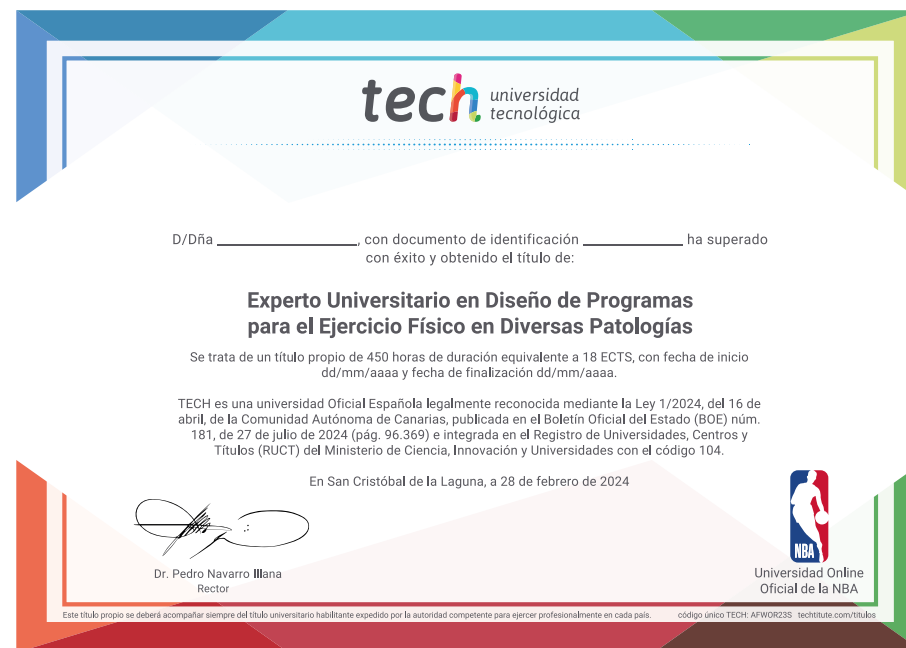 tech universidad
tecnológica
D/Dña ____________________, con documento de identificación ______________ ha superado
con éxito y obtenido el título de:
Experto Universitario en Diseño de Programas
para el Ejercicio Físico en Diversas Patologías
Se trata de un título propio de 450 horas de duración equivalente a 18 ECTS, con fecha de inicio
dd/mm/aaaa y fecha de finalización dd/mm/aaaa.
TECH es una universidad Oficial Española legalmente reconocida mediante la Ley 1/2024, del 16 de
abril, de la Comunidad Autónoma de Canarias, publicada en el Boletín Oficial del Estado (BOE) núm.
181, de 27 de julio de 2024 (pág. 96.369) e integrada en el Registro de Universidades, Centros y
Títulos (RUCT) del Ministerio de Ciencia, Innovación y Universidades con el código 104.
En San Cristóbal de la Laguna, a 28 de febrero de 2024
NBA
Dr. Pedro Navarro Illana
Rector
Universidad Online
Oficial de la NBA
Este título propio se deberá acompañar siempre del título universitario habilitante expedido por la autoridad competente para ejercer profesionalmente en cada país.
código único TECH: AFWOR23S techtitute.com/titulos